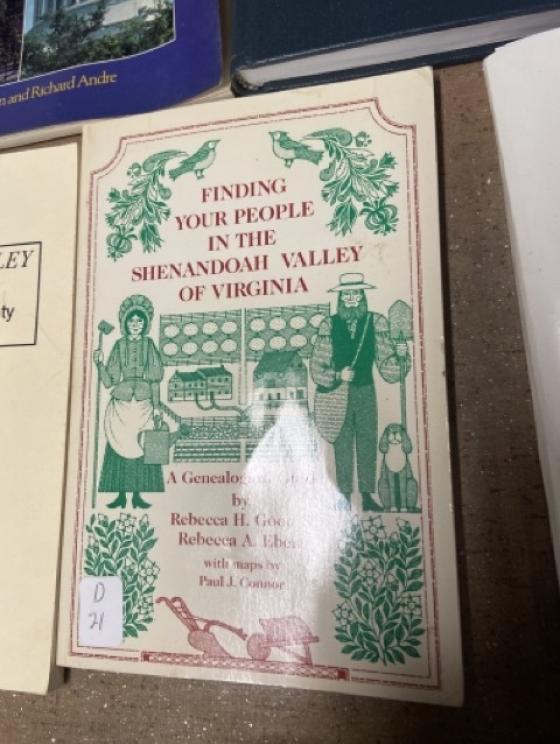 n and Richard Andre
LEY
ty
FINDING
YOUR PEOPLE
IN THE
SHENANDOAH VALLEY
OF VIRGINIA
A
by
Rebecca H.
Rebecca A.
with maps by
Paul J. Connor
D
21